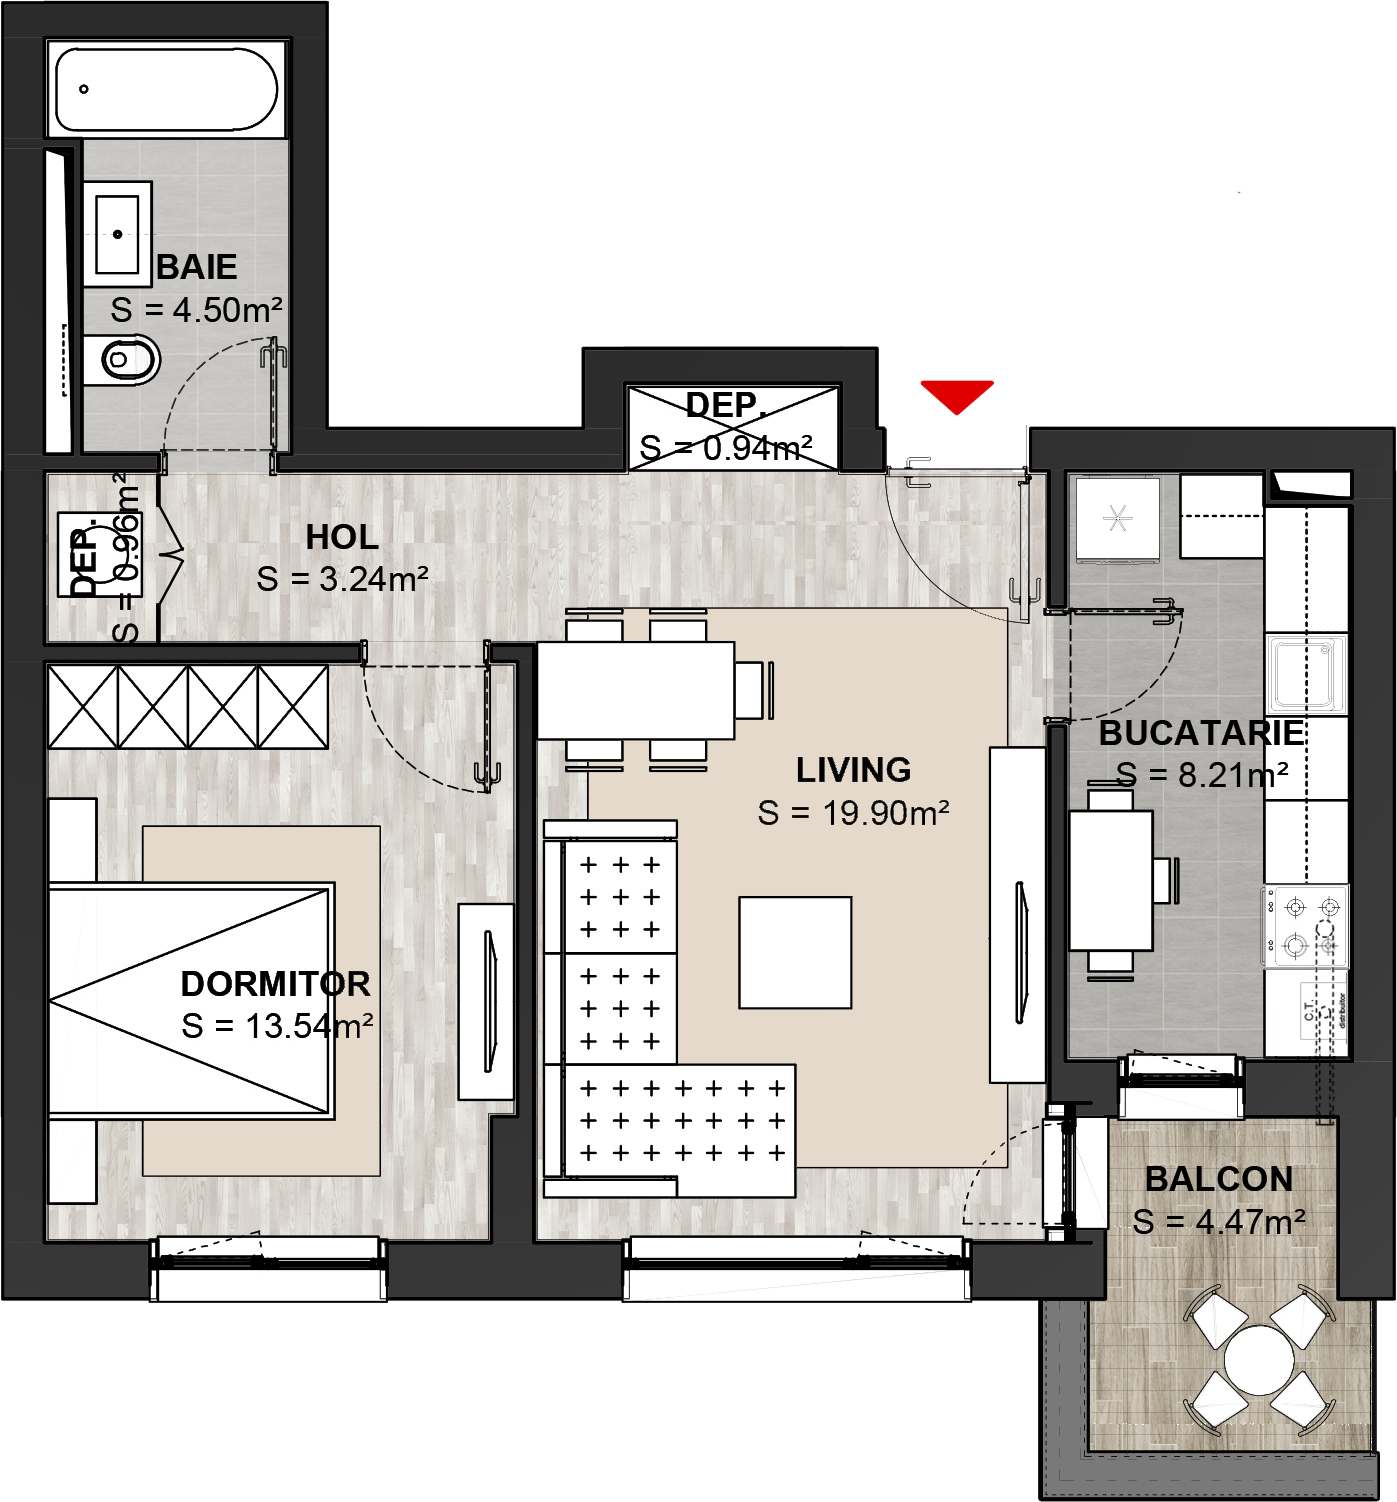 BAIE
S = 4.50m²
DEP.
S = 0.94m²
DEP.
S = 0.96m²
HOL
S = 3.24m²
BUCATARIE
S = 8.21m²
LIVING
S = 19.90m²
DORMITOR
S = 13.54m²
C.T.
distribuitor
BALCON
S = 4.47m²